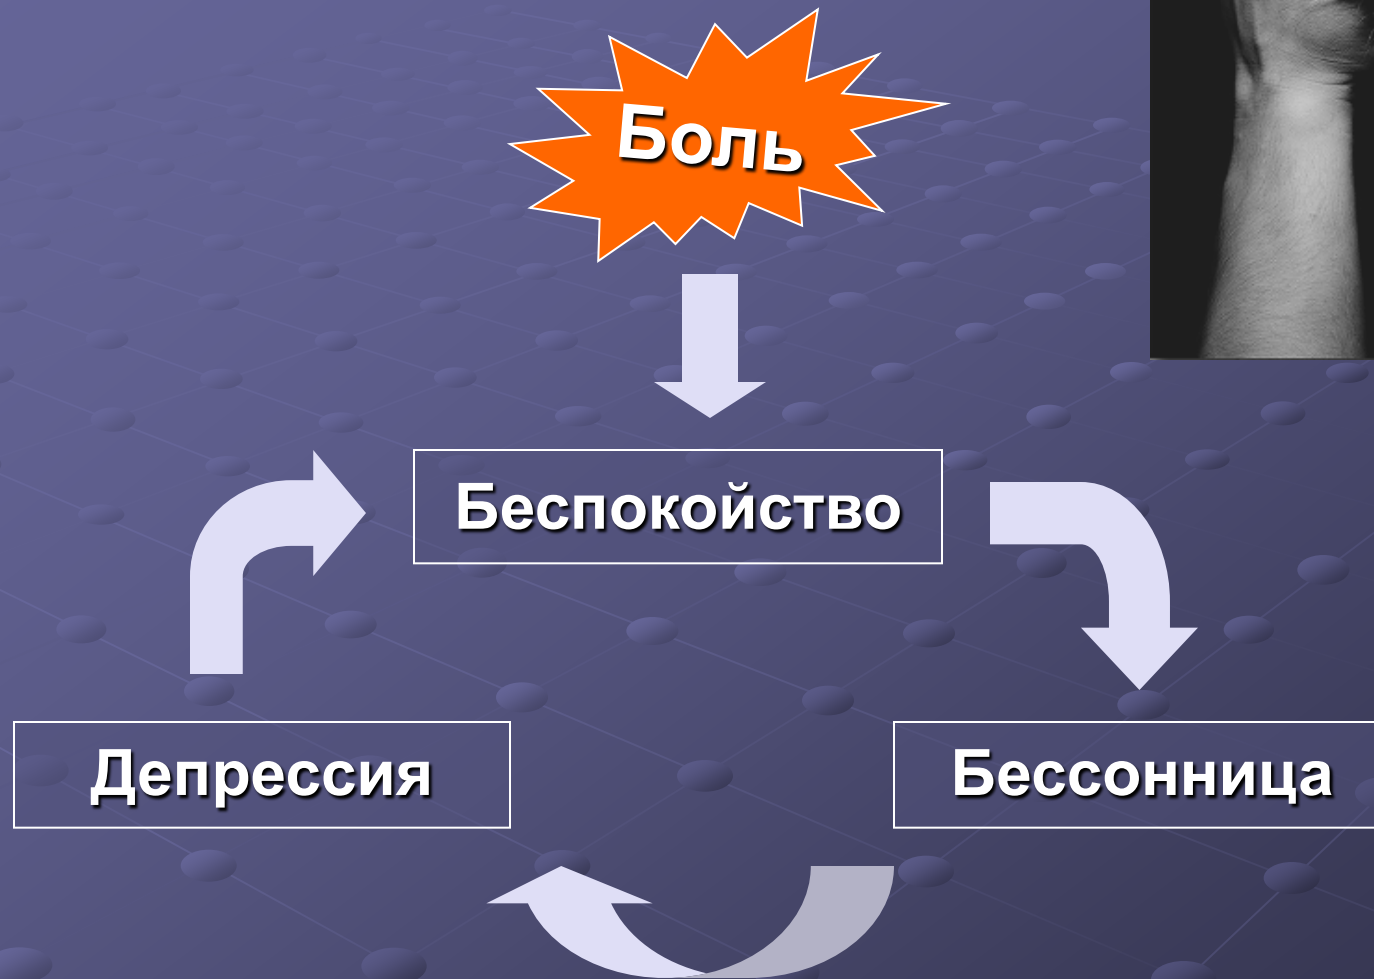 Боль
Беспокойство
Депрессия
Бессонница